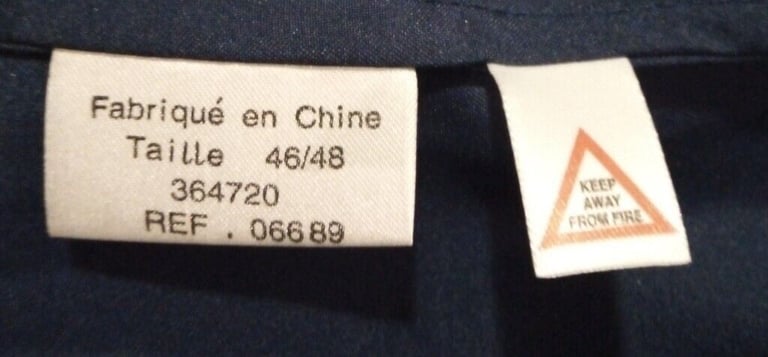 Fabriqué en Chine
Taille 46/48
364720
REF . 06689
KEEP
AWAY
FROM FIRE